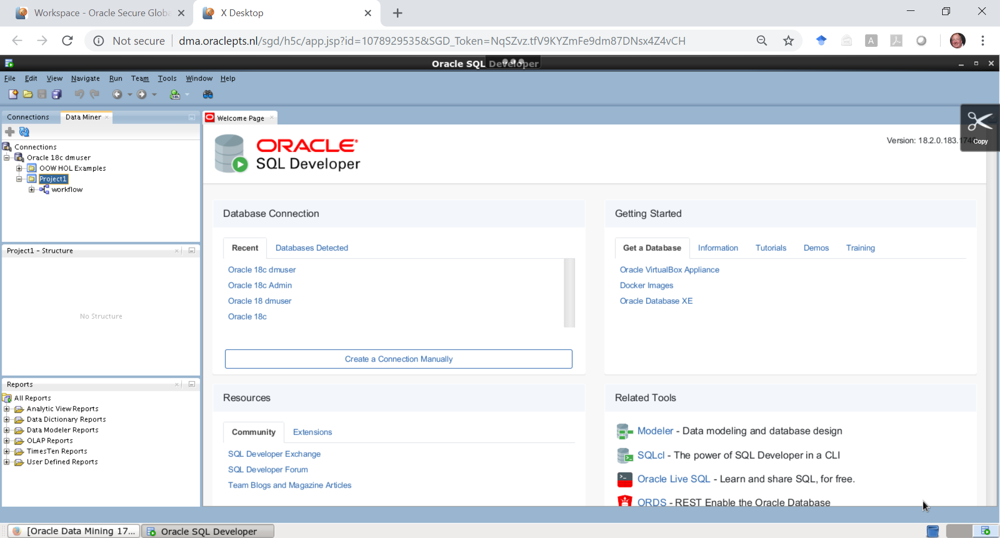 Workspace - Oracle Secure Globa
X Desktop
Not secure
dma.oraclepts.nl/sgd/h5c/app.jsp?id=1078929535&SGD_Token=NqSZvz.tfV9KYZmFe9dm87DNsx4Z4vCH
Oracle SQL Developer
File Edit View Navigate Run Team Tools Window Help
SQL
Connections
Data Miner
Welcome Page
Connections
Oracle 18c dmuser
OOW HOL Examples
Project1
workflow
ORACLE
SQL Developer
Version: 18.2.0.183.1748
Copy
Database Connection
Recent
Databases Detected
Oracle 18c dmuser
Oracle 18c Admin
Oracle 18 dmuser
Oracle 18c
Create a Connection Manually
Getting Started
Get a Database
Information
Tutorials
Demos
Training
Oracle VirtualBox Appliance
Docker Images
Oracle Database XE
Project1 - Structure
No Structure
Reports
All Reports
Analytic View Reports
Data Dictionary Reports
Data Modeler Reports
OLAP Reports
TimesTen Reports
User Defined Reports
Resources
Community
Extensions
SQL Developer Exchange
SQL Developer Forum
Team Blogs and Magazine Articles
Related Tools
Modeler - Data modeling and database design
SQLcl - The power of SQL Developer in a CLI
Oracle Live SQL - Learn and share SQL, for free.
ORDS - REST Enable the Oracle Database
[Oracle Data Mining 17...
Oracle SQL Developer